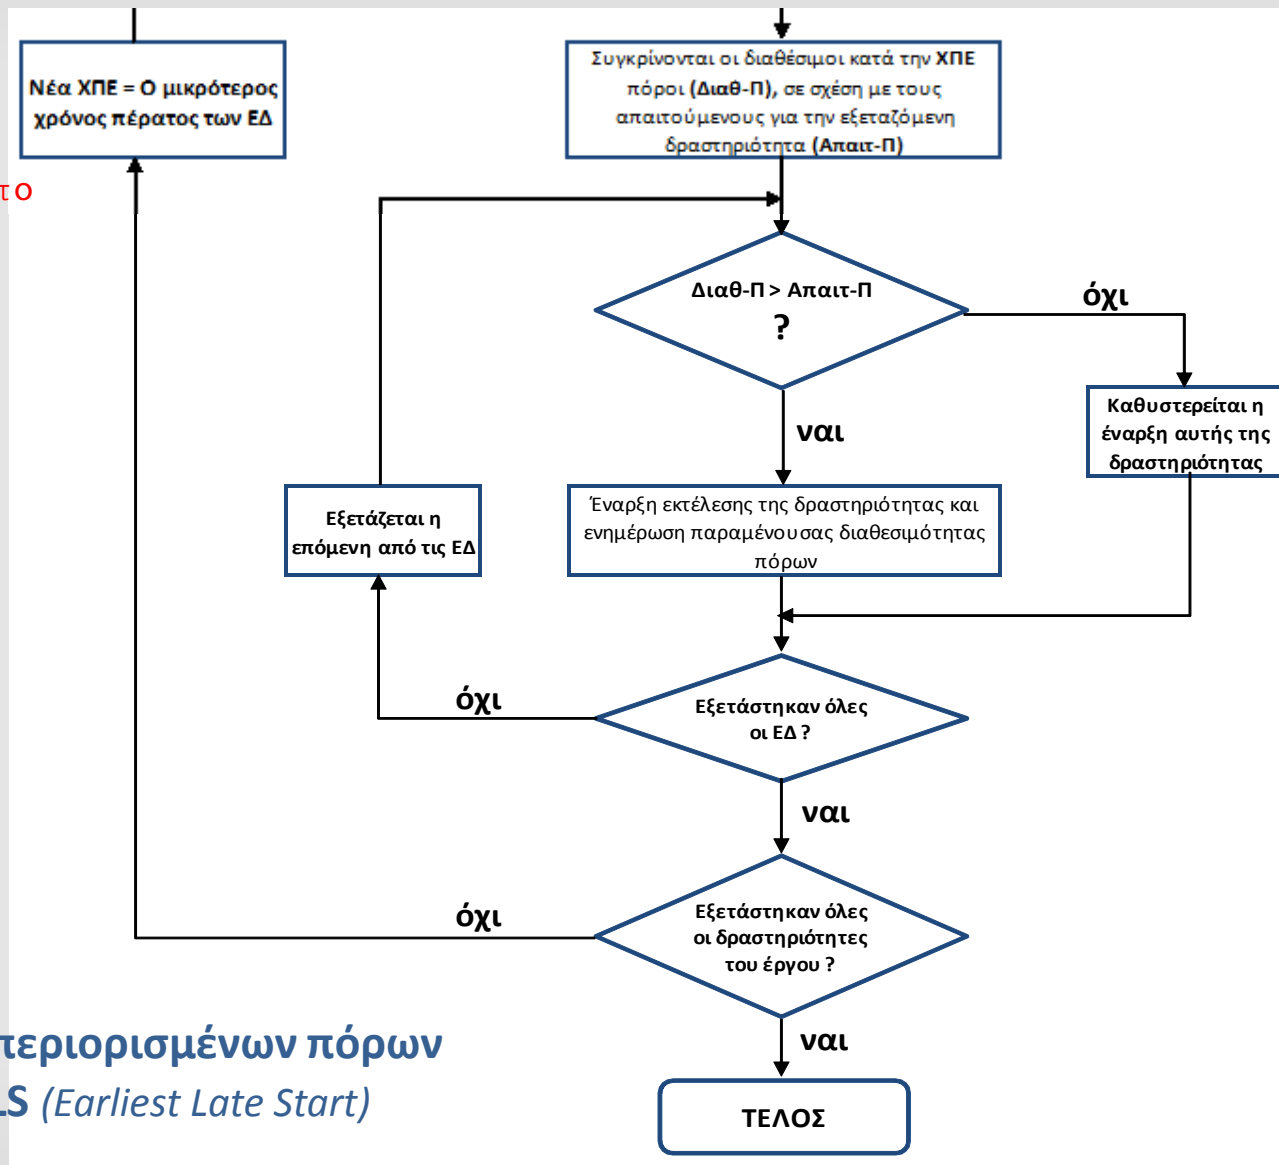 Νέα ΧΠΕ = Ο μικρότερος
χρόνος πέρατος των ΕΔ
Συγκρίνονται οι διαθέσιμοι κατά την ΧΠΕ
πόροι (Διαθ-Π), σε σχέση με τους
απαιτούμενους για την εξεταζόμενη
δραστηριότητα (Απαιτ-Π)
το
Διαθ-Π > Απαιτ-Π
?
όχι
ναι
Καθυστερείται η
έναρξη αυτής της
δραστηριότητας
Εξετάζεται η
επόμενη από τις ΕΔ
Έναρξη εκτέλεσης της δραστηριότητας και
ενημέρωση παραμένουσας διαθεσιμότητας
πόρων
όχι
Εξετάστηκαν όλες
οι ΕΔ ?
ναι
όχι
Εξετάστηκαν όλες
οι δραστηριότητες
του έργου ?
ναι
περιορισμένων πόρων
LS (Earliest Late Start)
ΤΕΛΟΣ